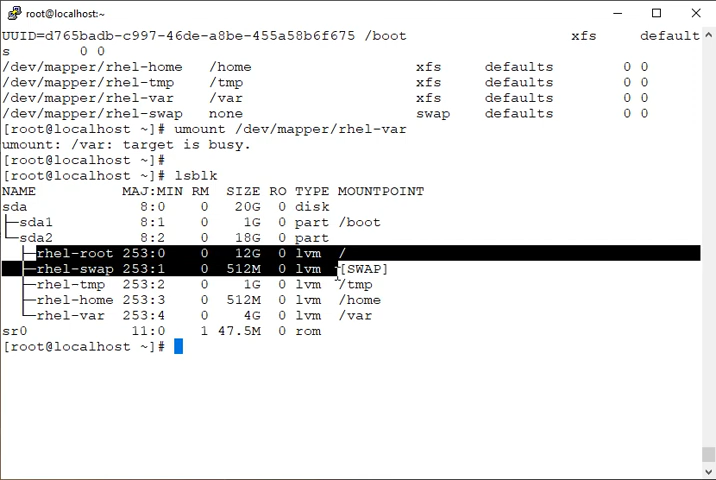 root@localhost:~
UUID=d765badb-c997-46de-a8be-455a58b6f675 /boot                   xfs     default
s        0 0
/dev/mapper/rhel-home   /home                   xfs     defaults        0 0
/dev/mapper/rhel-tmp    /tmp                    xfs     defaults        0 0
/dev/mapper/rhel-var    /var                    xfs     defaults        0 0
/dev/mapper/rhel-swap   none                    swap    defaults        0 0
[root@localhost ~]# umount /dev/mapper/rhel-var
umount: /var: target is busy.
[root@localhost ~]#
[root@localhost ~]# lsblk
NAME          MAJ:MIN RM  SIZE RO TYPE MOUNTPOINT
sda             8:0    0   20G  0 disk
├─sda1          8:1    0    1G  0 part /boot
└─sda2          8:2    0   18G  0 part
  ├─rhel-root 253:0    0   12G  0 lvm  /
  ├─rhel-swap 253:1    0  512M  0 lvm  [SWAP]
  ├─rhel-tmp  253:2    0    1G  0 lvm  /tmp
  ├─rhel-home 253:3    0  512M  0 lvm  /home
  └─rhel-var  253:4    0    4G  0 lvm  /var
sr0            11:0    1 47.5M  0 rom
[root@localhost ~]#